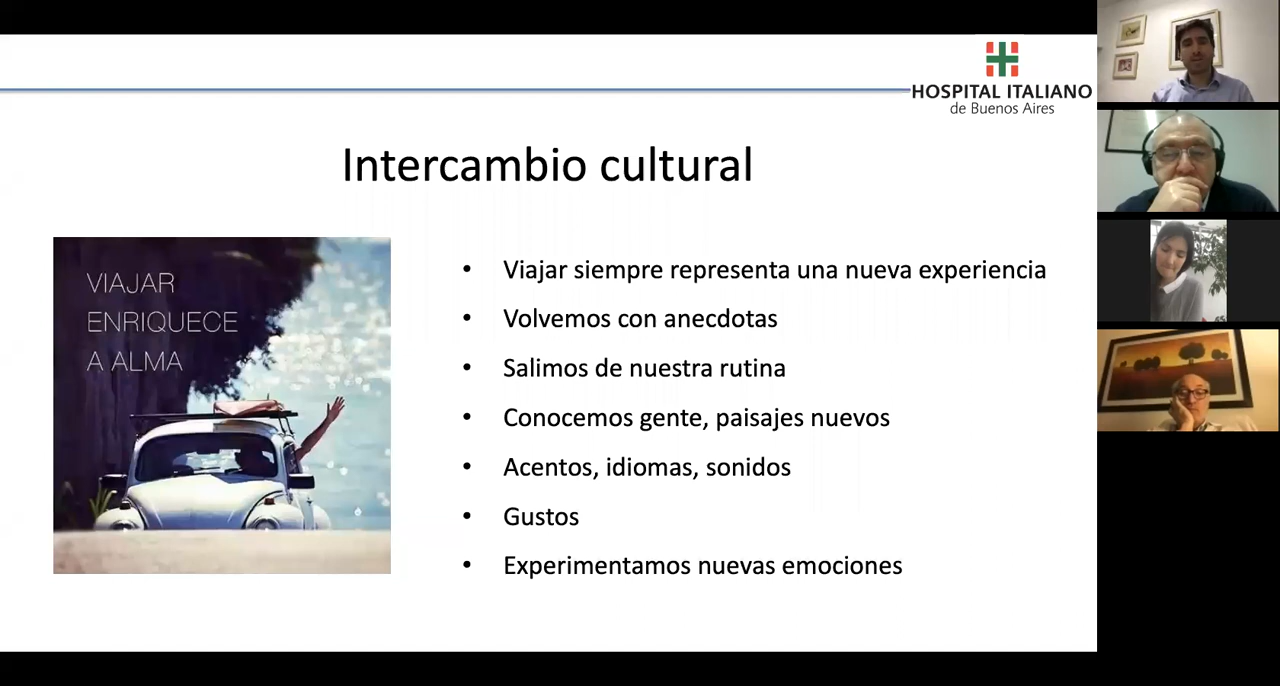 HOSPITAL ITALIANO
de Buenos Aires
Intercambio cultural
VIAJAR
ENRIQUECE
A ALMA
• Viajar siempre representa una nueva experiencia
• Volvemos con anecdotas
• Salimos de nuestra rutina
• Conocemos gente, paisajes nuevos
• Acentos, idiomas, sonidos
• Gustos
• Experimentamos nuevas emociones